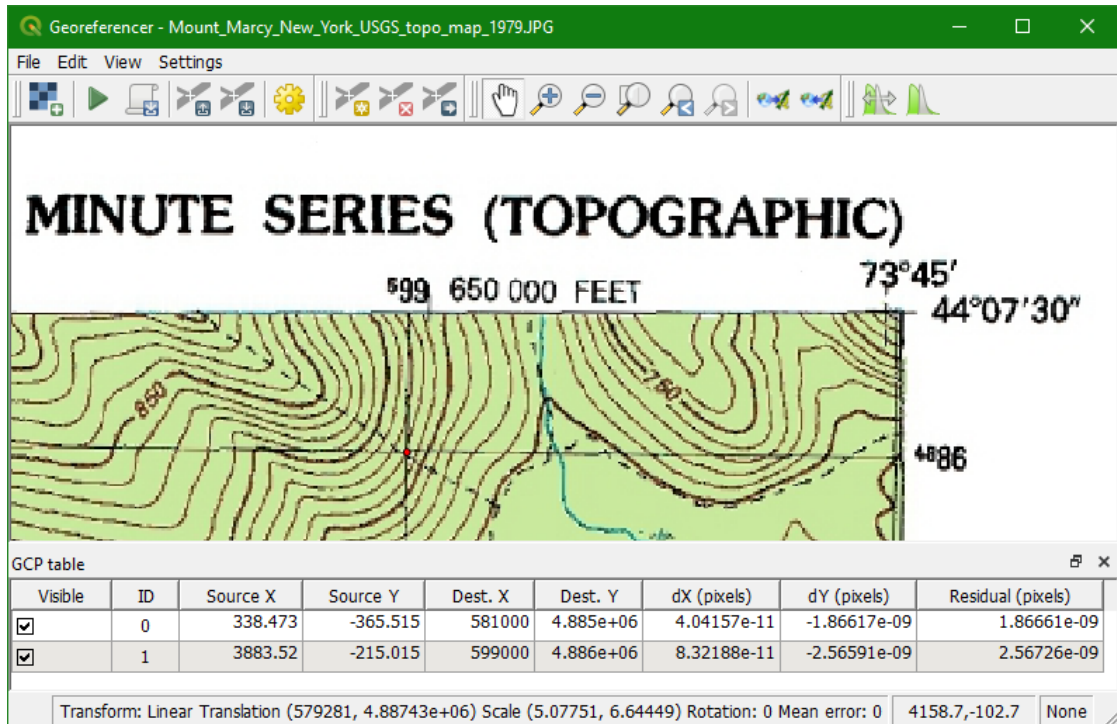 Georeferencer - Mount_Marcy_New_York_USGS_topo_map_1979.JPG
File Edit View Settings
MINUTE SERIES (TOPOGRAPHIC)
73°45'
599 650 000 FEET
44°07'30"
850
760
4886
GCP table
Visible ID Source X Source Y Dest. X Dest. Y dX (pixels) dY (pixels) Residual (pixels)
0 338.473 -365.515 581000 4.885e+06 4.04157e-11 -1.86617e-09 1.86661e-09
1 3883.52 -215.015 599000 4.886e+06 8.32188e-11 -2.56591e-09 2.56726e-09
Transform: Linear Translation (579281, 4.88743e+06) Scale (5.07751, 6.64449) Rotation: 0 Mean error: 0 4158.7,-102.7 None